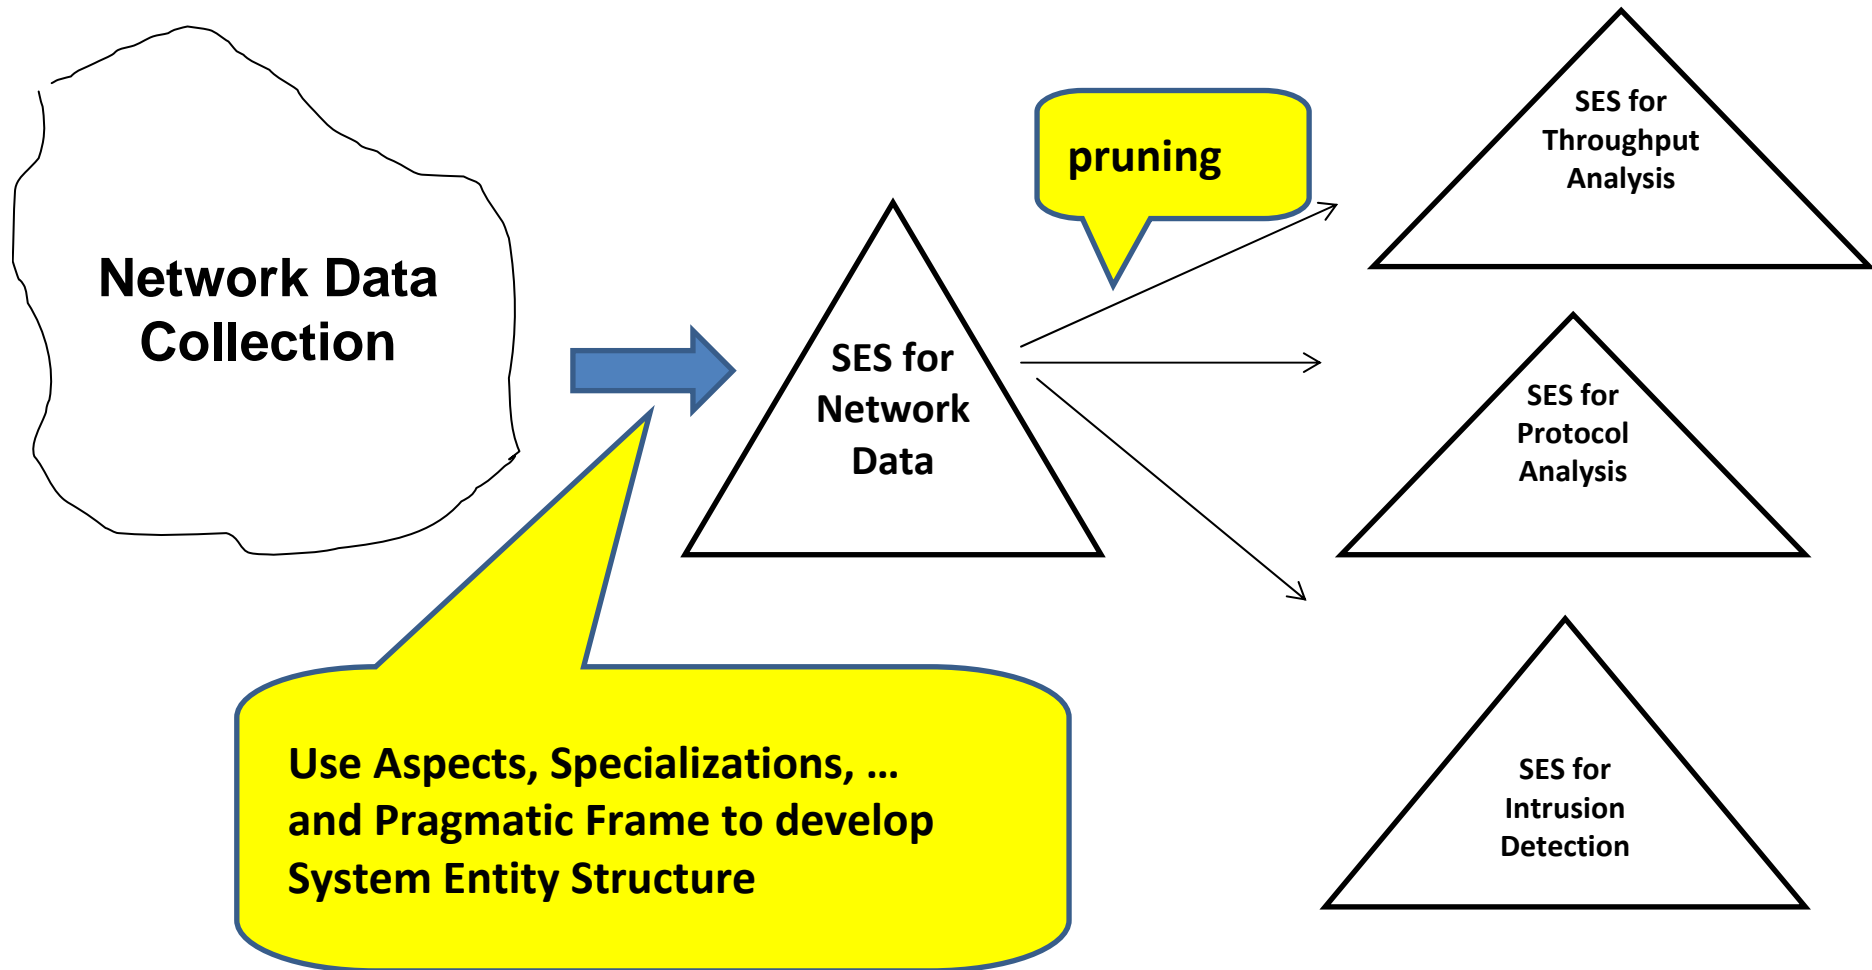 Network Data
Collection
pruning
SES for
Network
Data
SES for
Throughput
Analysis
SES for
Protocol
Analysis
SES for
Intrusion
Detection
Use Aspects, Specializations, …
and Pragmatic Frame to develop
System Entity Structure